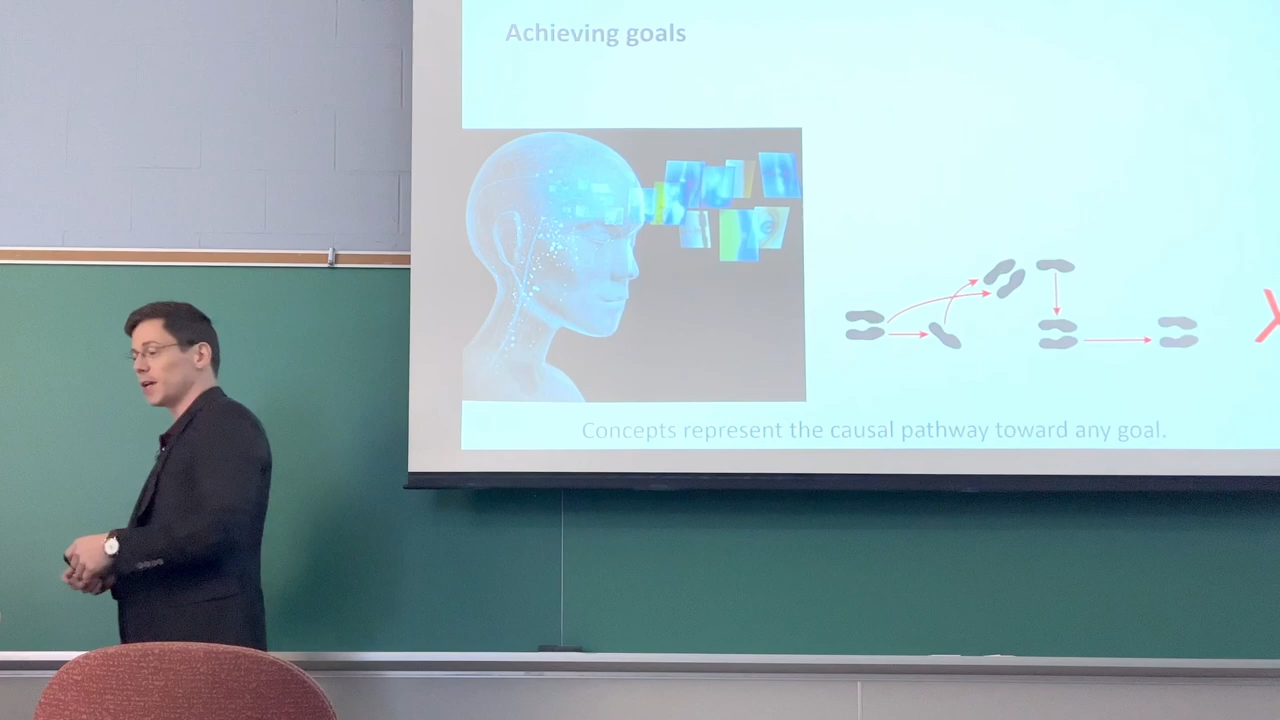 Achieving goals
Concepts represent the causal pathway toward any goal.